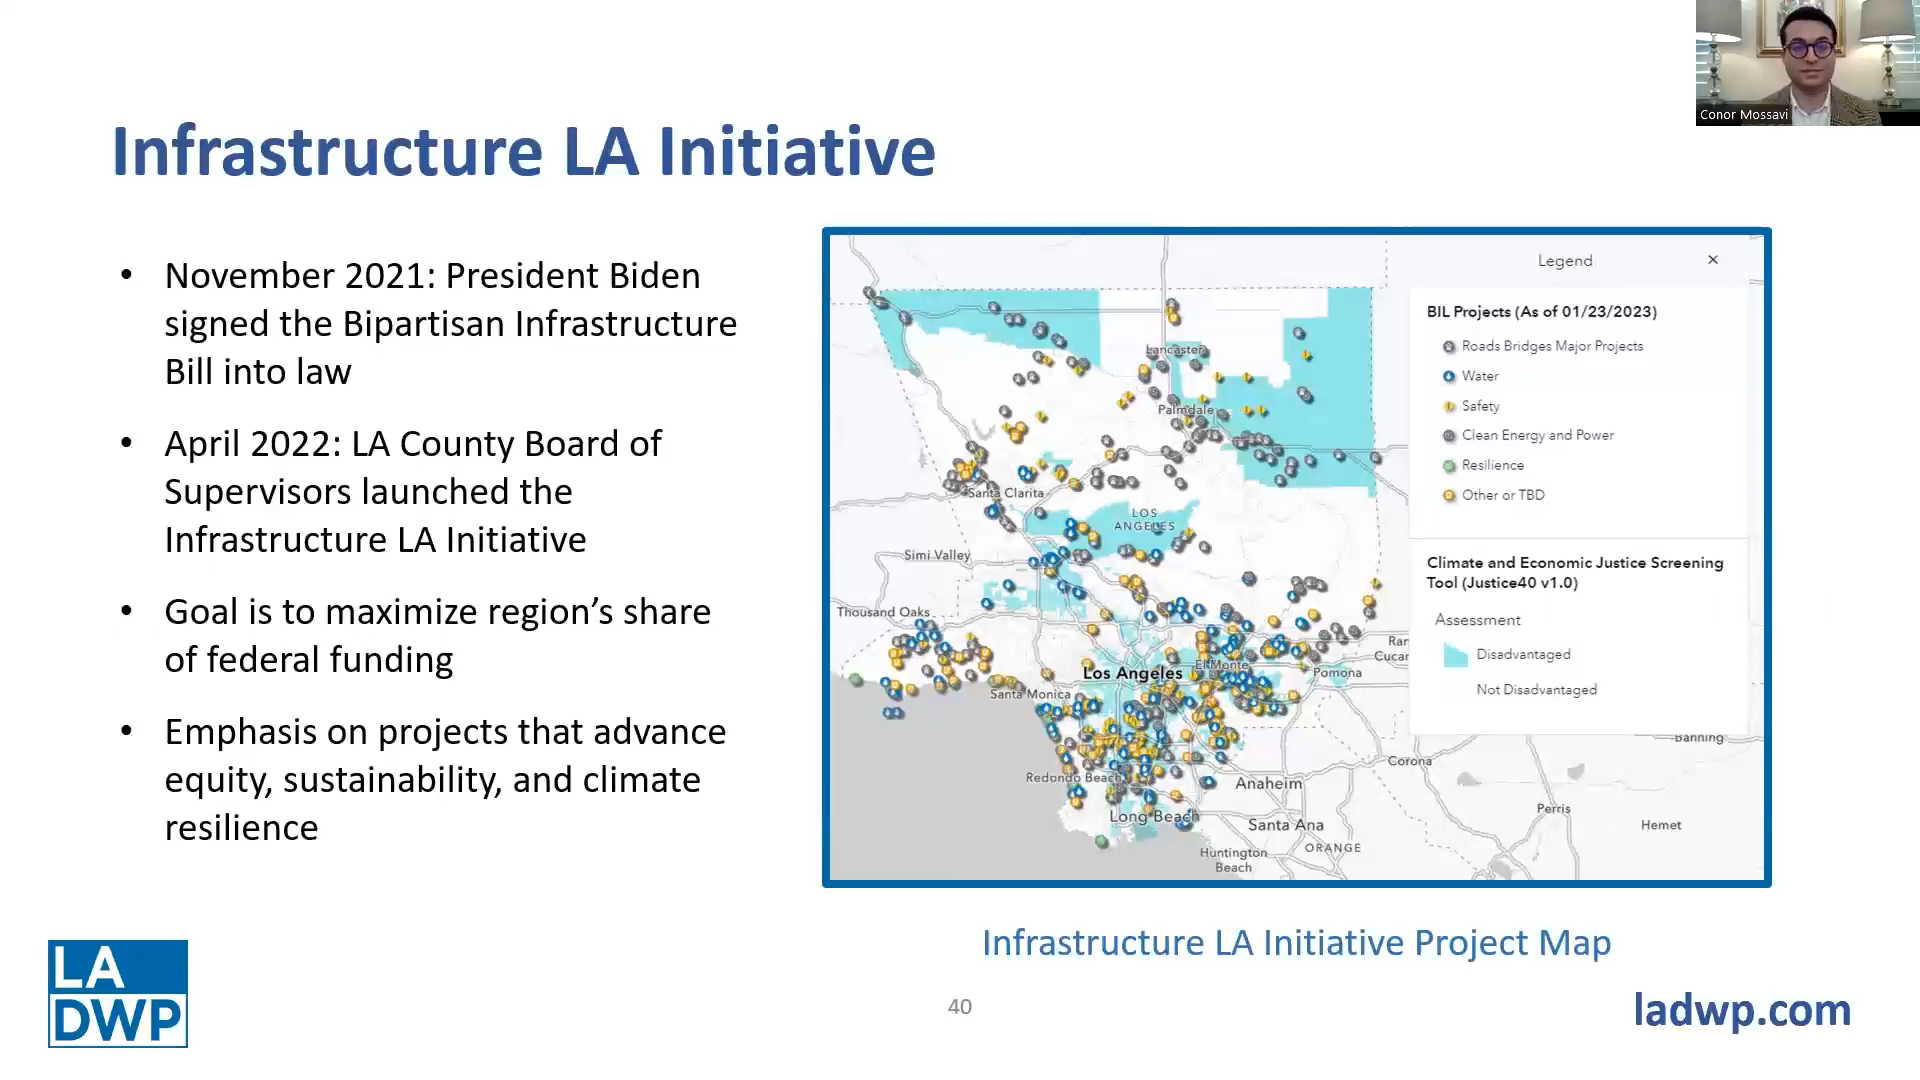 Conor Mossavi
Infrastructure LA Initiative
• November 2021: President Biden
signed the Bipartisan Infrastructure
Bill into law
• April 2022: LA County Board of
Supervisors launched the
Infrastructure LA Initiative
• Goal is to maximize region’s share
of federal funding
• Emphasis on projects that advance
equity, sustainability, and climate
resilience
Legend
×
BIL Projects (As of 01/23/2023)
Roads Bridges Major Projects
Water
Safety
Clean Energy and Power
Resilience
Other or TBD
Climate and Economic Justice Screening
Tool (Justice40 v1.0)
Assessment
Disadvantaged
Not Disadvantaged
Lancaster
Palmdale
Santa Clarita
LOS
ANGELES
Simi Valley
Thousand Oaks
Ran
Cucar
El Monte
Los Angeles
Pomona
Santa Monica
Banning
Corona
Redondo Beach
Anaheim
Perris
Long Beach
Santa Ana
Hemet
ORANGE
Huntington
Beach
Infrastructure LA Initiative Project Map
LA
DWP
40
ladwp.com